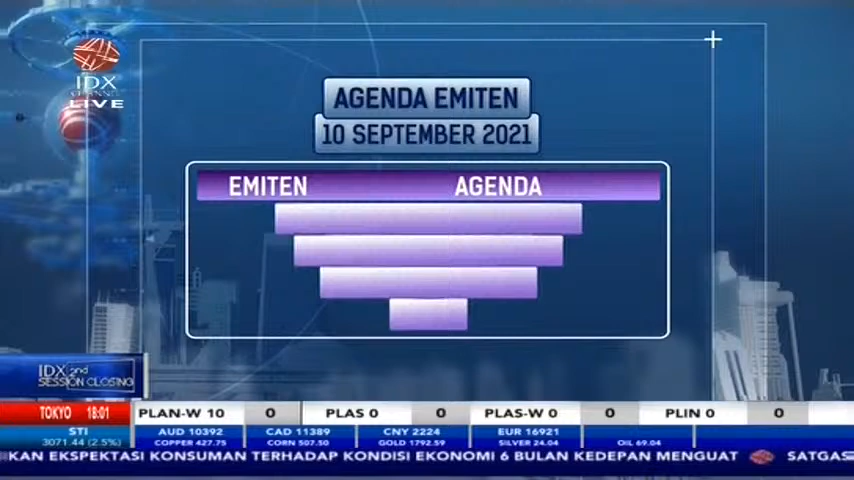 IDX
CHANNEL
LIVE
AGENDA EMITEN
10 SEPTEMBER 2021
EMITEN AGENDA
IDX 2nd
SESSION CLOSING
TOKYO 18:01 PLAN-W 10 0 PLAS 0 0 PLAS-W 0 0 PLIN 0 0
STI AUD 10392 CAD 11389 CNY 2224 EUR 16921
3071.44 (2.5%) COPPER 427.75 CORN 507.50 GOLD 1792.59 SILVER 24.04 OIL 69.04
KAN EKSPEKTASI KONSUMAN TERHADAP KONDISI EKONOMI 6 BULAN KEDEPAN MENGUAT SATGAS